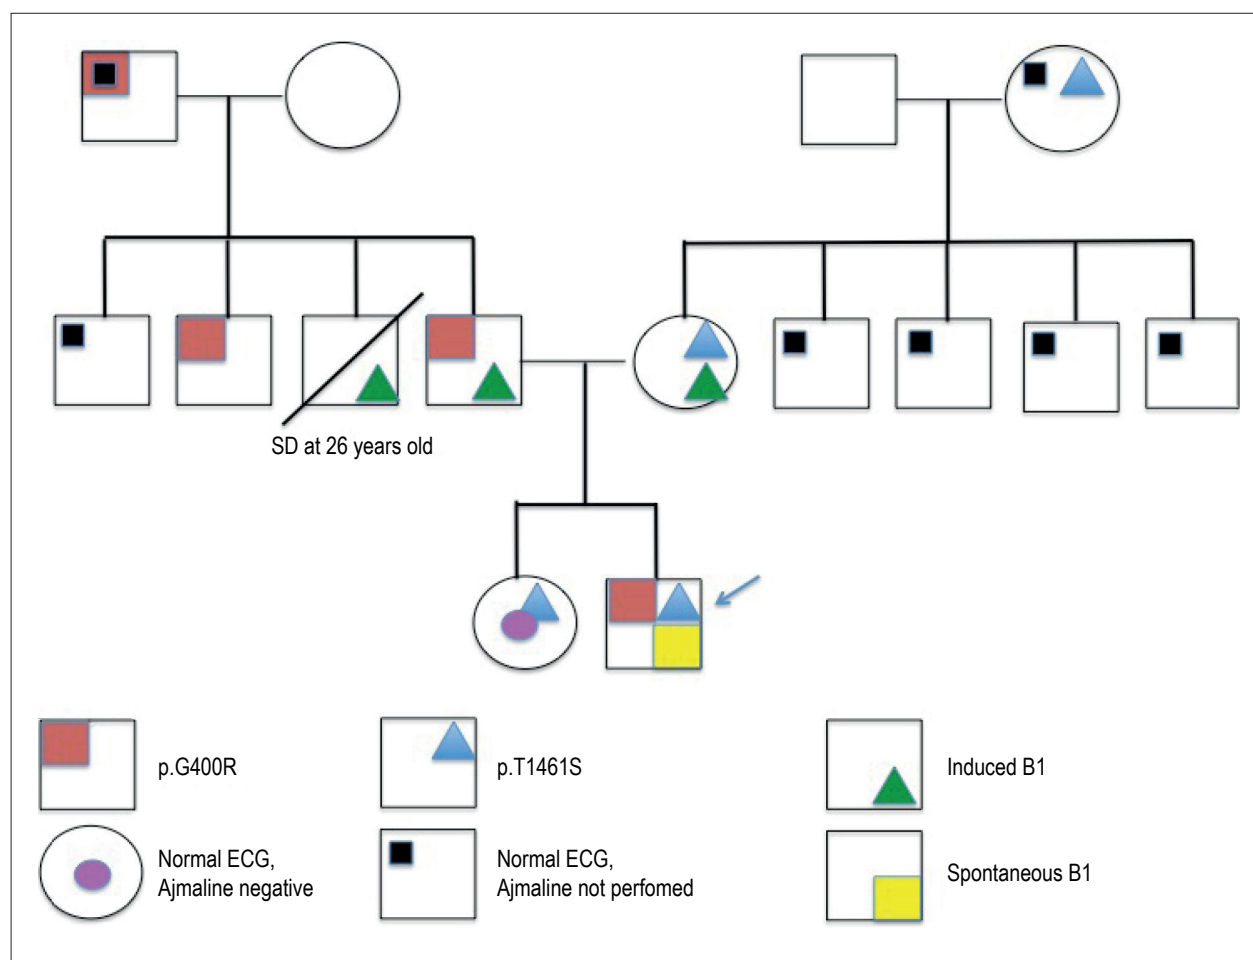 SD at 26 years old
p.G400R
p.T1461S
Induced B1
Normal ECG,
Ajmaline negative
Normal ECG,
Ajmaline not perfomed
Spontaneous B1